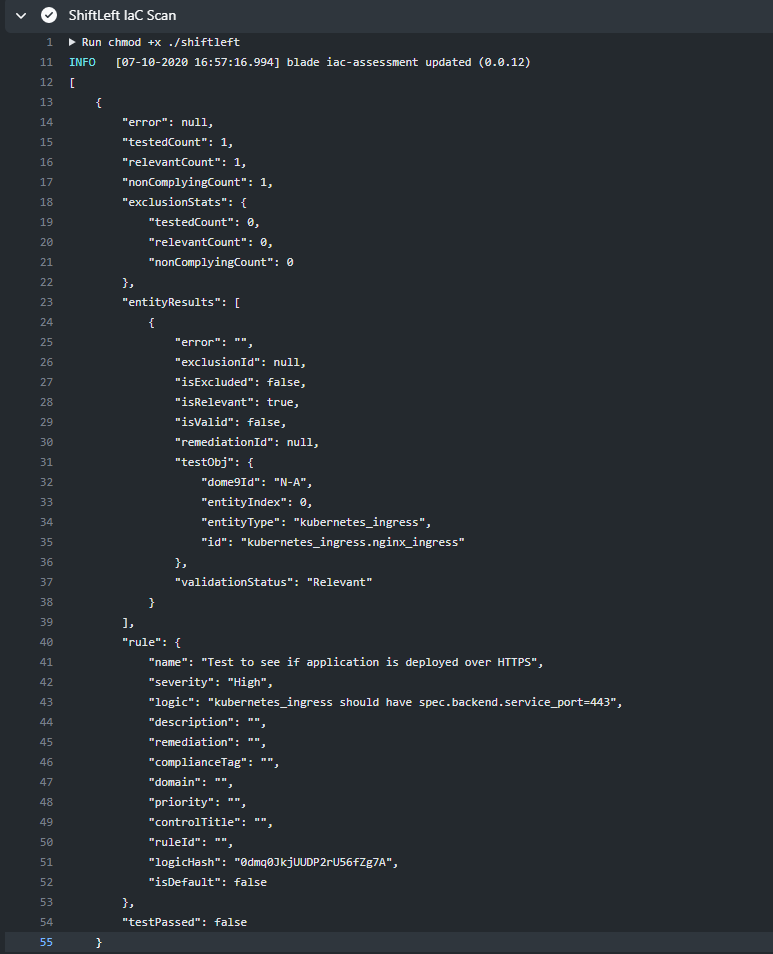 ShiftLeft IaC Scan
1 ▶ Run chmod +x ./shiftleft
11 INFO [07-10-2020 16:57:16.994] blade iac-assessment updated (0.0.12)
12 [
13     {
14         "error": null,
15         "testedCount": 1,
16         "relevantCount": 1,
17         "nonComplyingCount": 1,
18         "exclusionStats": {
19             "testedCount": 0,
20             "relevantCount": 0,
21             "nonComplyingCount": 0
22         },
23         "entityResults": [
24             {
25                 "error": "",
26                 "exclusionId": null,
27                 "isExcluded": false,
28                 "isRelevant": true,
29                 "isValid": false,
30                 "remediationId": null,
31                 "testObj": {
32                     "dome9Id": "N-A",
33                     "entityIndex": 0,
34                     "entityType": "kubernetes_ingress",
35                     "id": "kubernetes_ingress.nginx_ingress"
36                 },
37                 "validationStatus": "Relevant"
38             }
39         ],
40         "rule": {
41             "name": "Test to see if application is deployed over HTTPS",
42             "severity": "High",
43             "logic": "kubernetes_ingress should have spec.backend.service_port=443",
44             "description": "",
45             "remediation": "",
46             "complianceTag": "",
47             "domain": "",
48             "priority": "",
49             "controlTitle": "",
50             "ruleId": "",
51             "logicHash": "0dmq0JkjUUDP2rU56fZg7A",
52             "isDefault": false
53         },
54         "testPassed": false
55     }